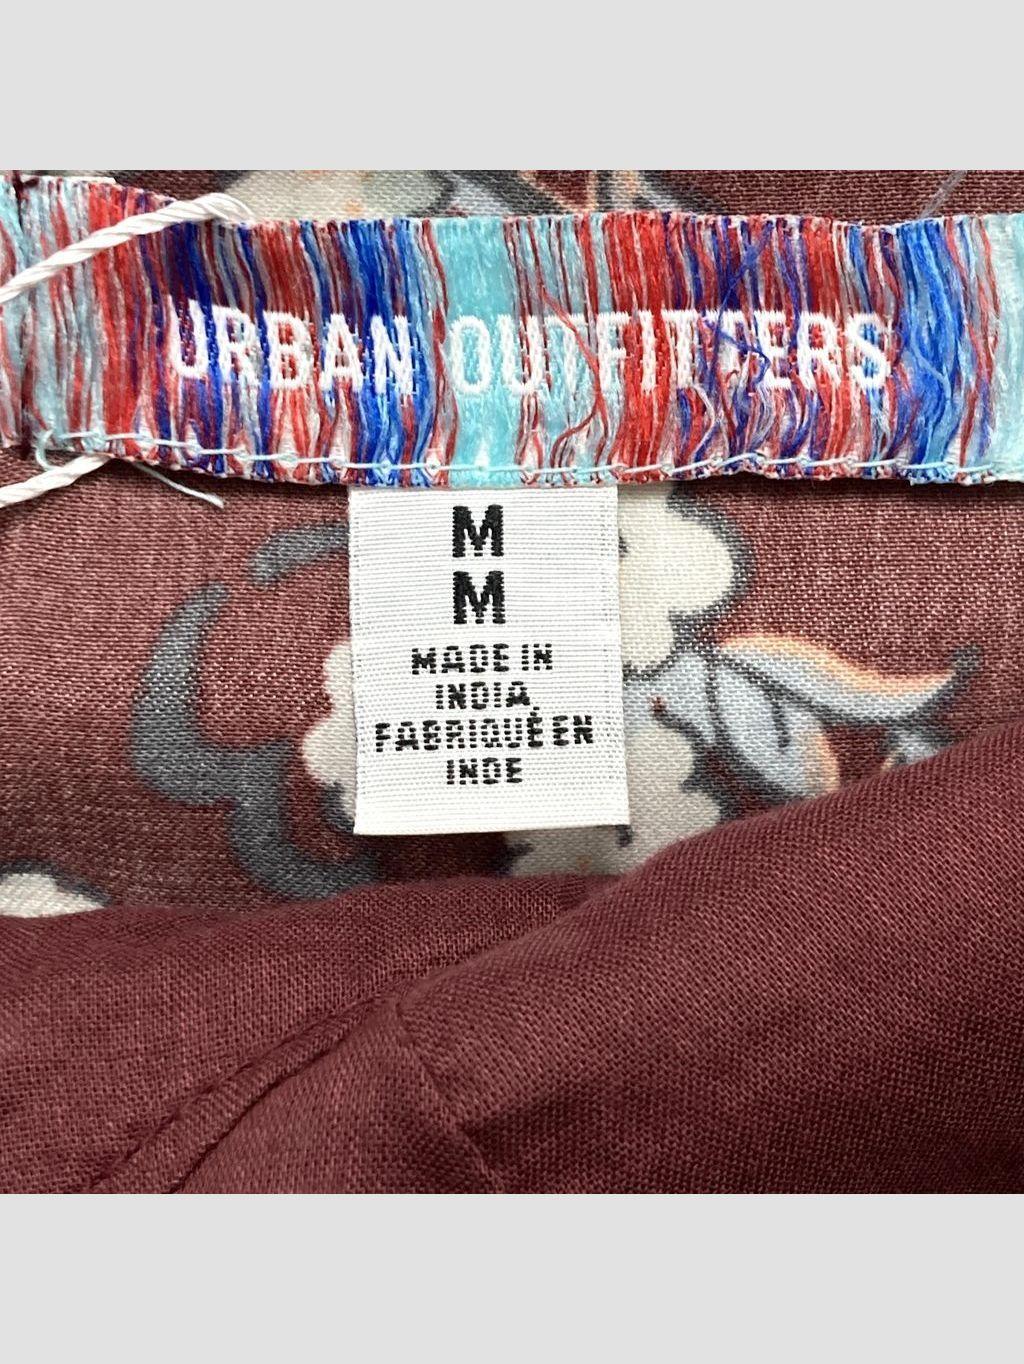 URBAN OUTFITTERS
M
M
MADE IN
INDIA,
FABRIQUÉ EN
INDE